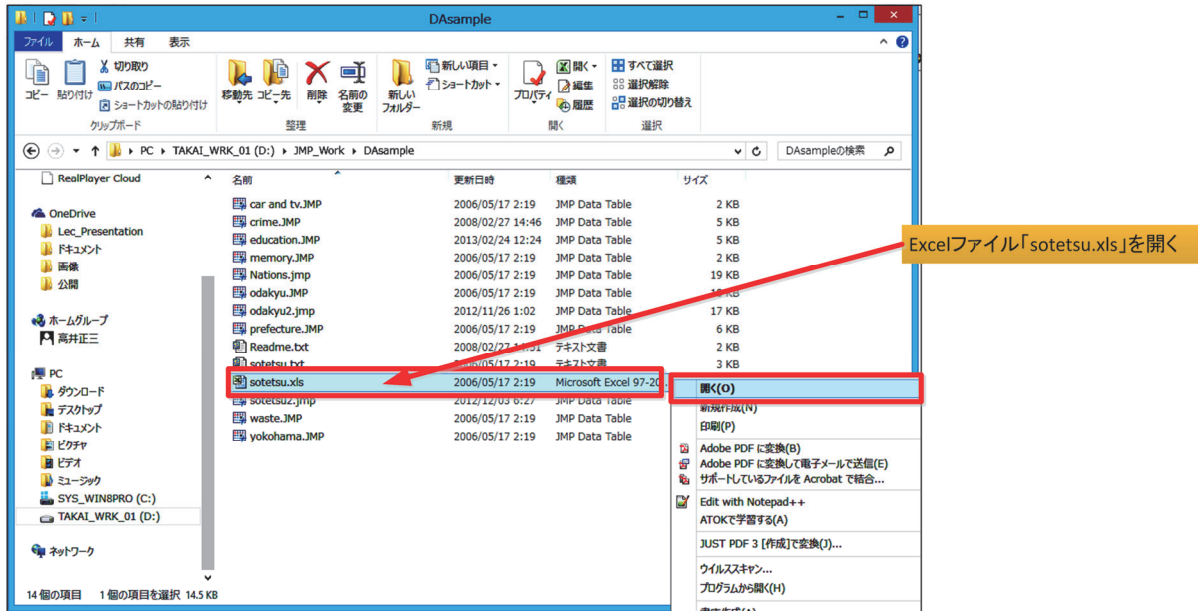 DAsample
ファイル ホーム 共有 表示
コピー
貼り付け
切り取り
パスのコピー
ショートカットの貼り付け
クリップボード
移動先
コピー先
削除
名前の
変更
整理
新しい
フォルダー
新しい項目
ショートカット
新規
プロパティ
開く
編集
履歴
開く
すべて選択
選択解除
選択の切り替え
選択
PC TAKAI_WRK_01 (D:) JMP_Work DAsample
DAsampleの検索
RealPlayer Cloud
OneDrive
Lec_Presentation
ドキュメント
画像
公開
ホームグループ
高井正三
PC
ダウンロード
デスクトップ
ドキュメント
ピクチャ
ビデオ
ミュージック
SYS_WIN8PRO (C:)
TAKAI_WRK_01 (D:)
ネットワーク
名前 更新日時 種類 サイズ
car and tv.JMP 2006/05/17 2:19 JMP Data Table 2 KB
crime.JMP 2008/02/27 14:46 JMP Data Table 5 KB
education.JMP 2013/02/24 12:24 JMP Data Table 5 KB
memory.JMP 2006/05/17 2:19 JMP Data Table 2 KB
Nations.jmp 2006/05/17 2:19 JMP Data Table 19 KB
odakyu.JMP 2006/05/17 2:19 JMP Data Table KB
odakyu2.jmp 2012/11/26 1:02 JMP Data Table 17 KB
prefecture.JMP 2006/05/17 2:19 JMP Data Table 6 KB
Readme.txt 2008/02/27 テキスト文書 2 KB
sotetsu.txt 2006/05/17 2:19 テキスト文書 3 KB
sotetsu.xls 2006/05/17 2:19 Microsoft Excel 97-20...
sotetsu2.jmp 2012/12/03 6:27 JMP Data Table
waste.JMP 2006/05/17 2:19 JMP Data Table
yokohama.JMP 2006/05/17 2:19 JMP Data Table
開く(O)
新規作成(N)
印刷(P)
Adobe PDF に変換(B)
Adobe PDF に変換して電子メールで送信(E)
サポートしているファイルを Acrobat で結合...
Edit with Notepad++
ATOKで学習する(A)
JUST PDF 3 [作成]で変換(J)...
ウイルススキャン...
プログラムから開く(H)
14 個の項目 1 個の項目を選択 14.5 KB
Excelファイル「sotetsu.xls」を開く